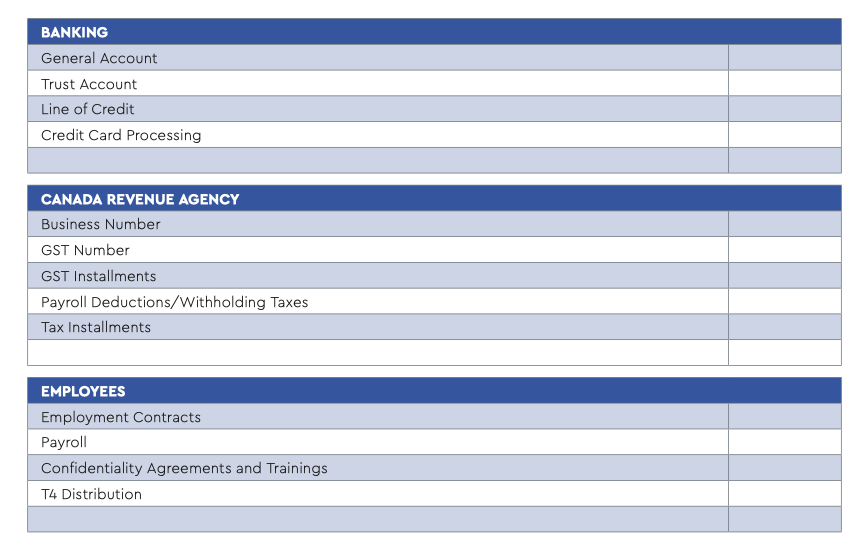 BANKING
General Account
Trust Account
Line of Credit
Credit Card Processing
CANADA REVENUE AGENCY
Business Number
GST Number
GST Installments
Payroll Deductions/Withholding Taxes
Tax Installments
EMPLOYEES
Employment Contracts
Payroll
Confidentiality Agreements and Trainings
T4 Distribution